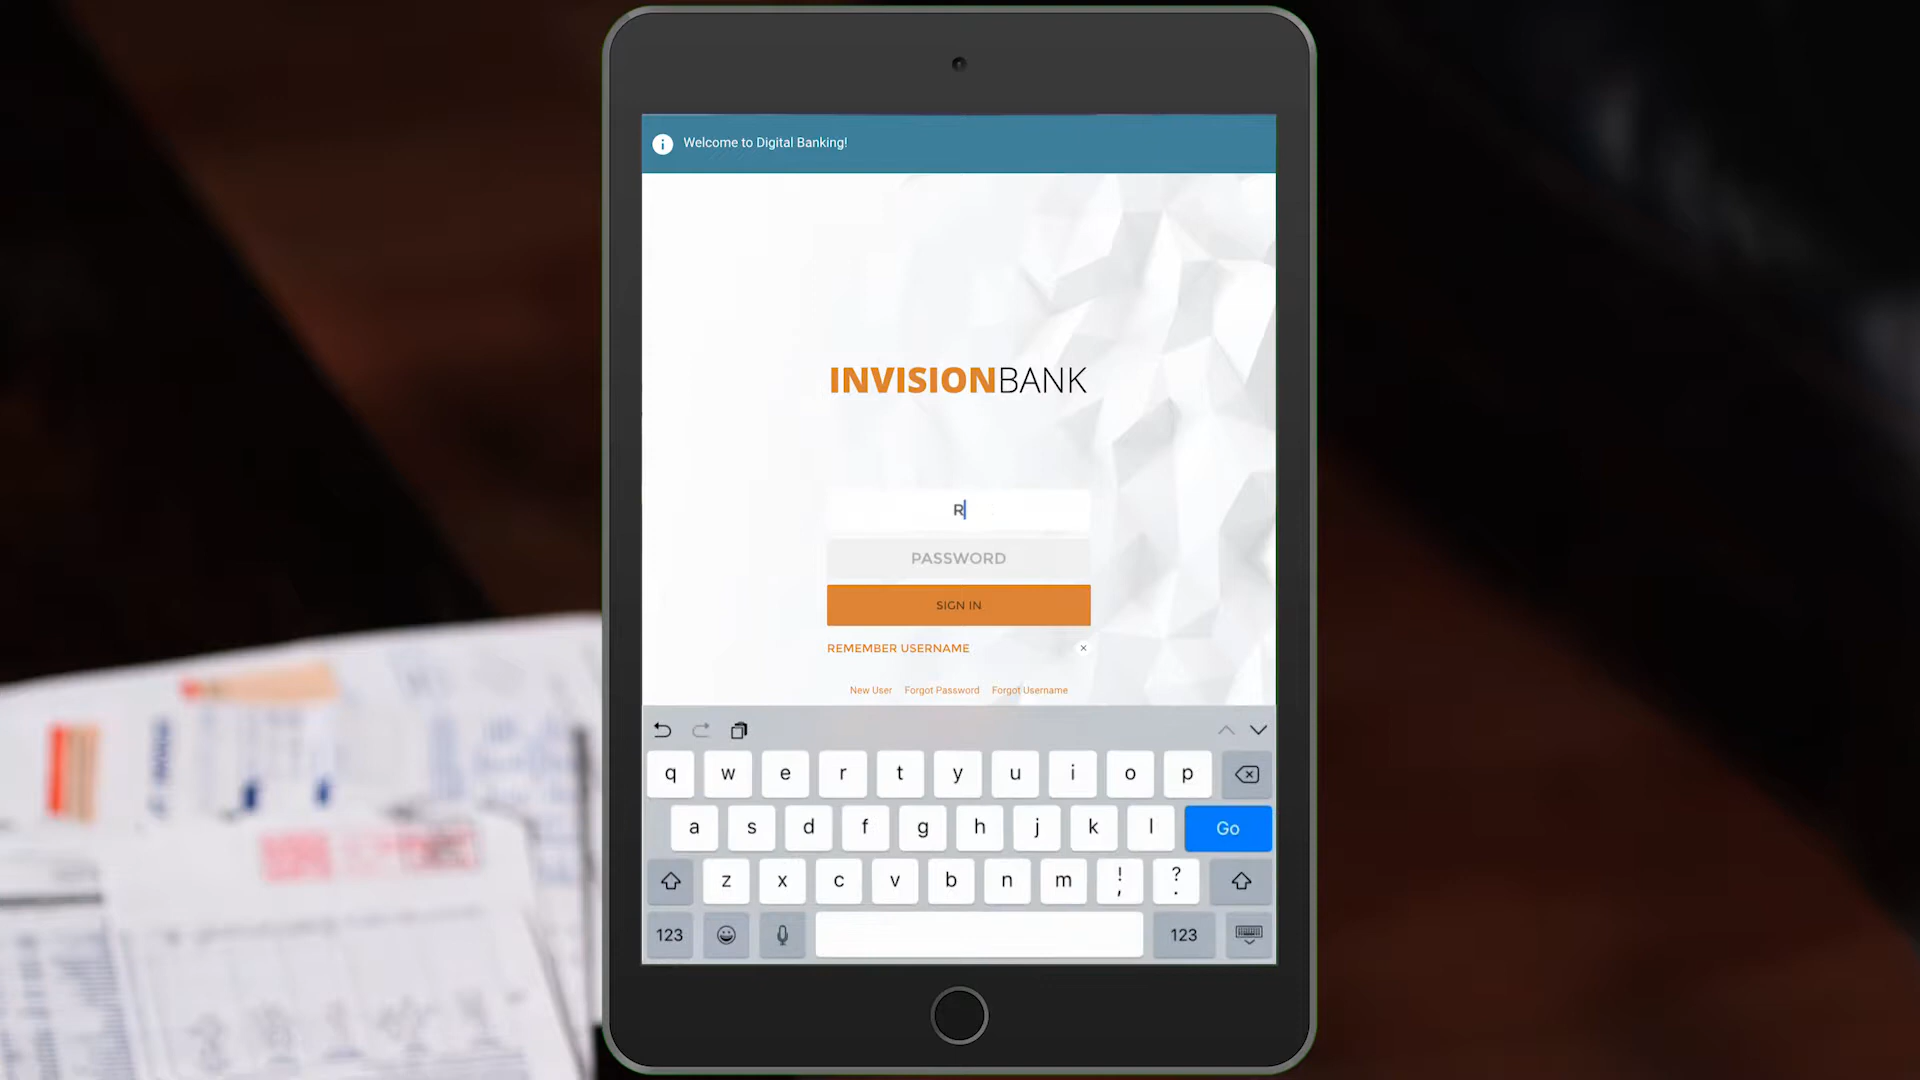 Welcome to Digital Banking!
INVISIONBANK
R
PASSWORD
SIGN IN
REMEMBER USERNAME
New User Forgot Password Forgot Username
q w e r t y u i o p
a s d f g h j k l Go
z x c v b n m ! , ? .
123 123